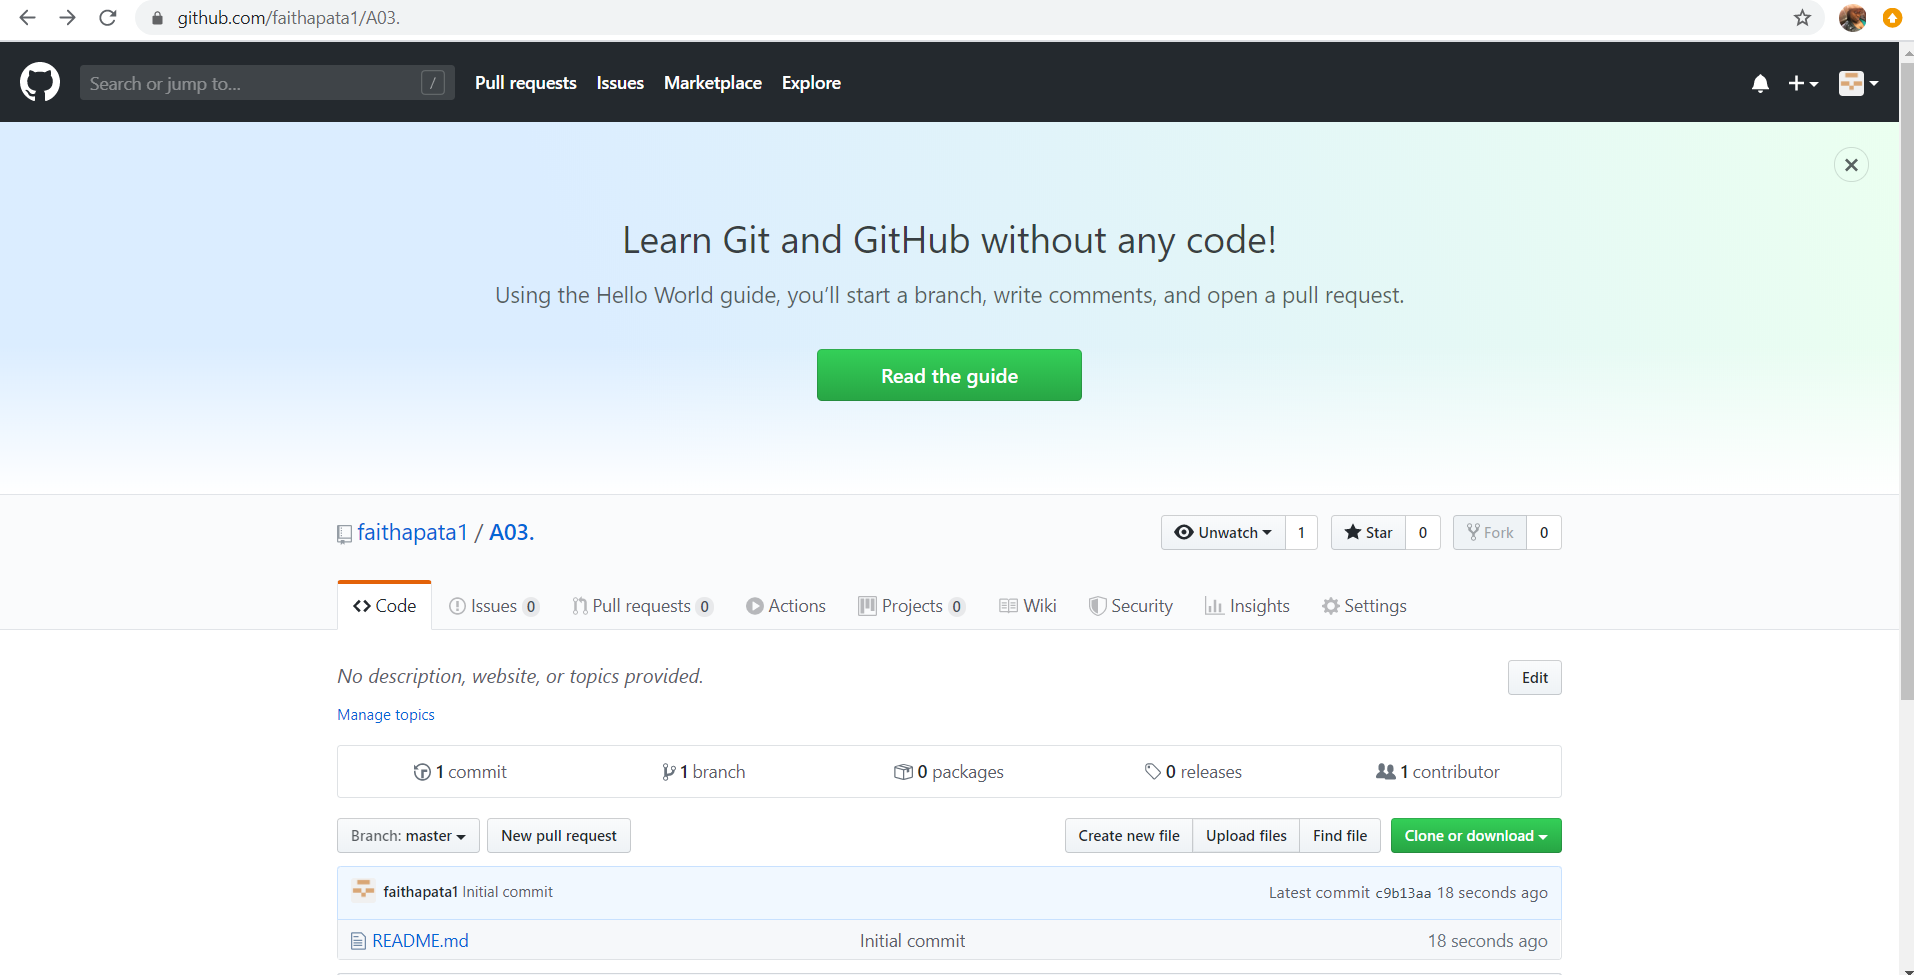 github.com/faithapata1/A03.
Search or jump to... /
Pull requests Issues Marketplace Explore
Learn Git and GitHub without any code!
Using the Hello World guide, you’ll start a branch, write comments, and open a pull request.
Read the guide
faithapata1 / A03.
Unwatch 1 Star 0 Fork 0
Code Issues 0 Pull requests 0 Actions Projects 0 Wiki Security Insights Settings
No description, website, or topics provided.
Edit
Manage topics
1 commit 1 branch 0 packages 0 releases 1 contributor
Branch: master New pull request Create new file Upload files Find file Clone or download
faithapata1 Initial commit Latest commit c9b13aa 18 seconds ago
README.md Initial commit 18 seconds ago